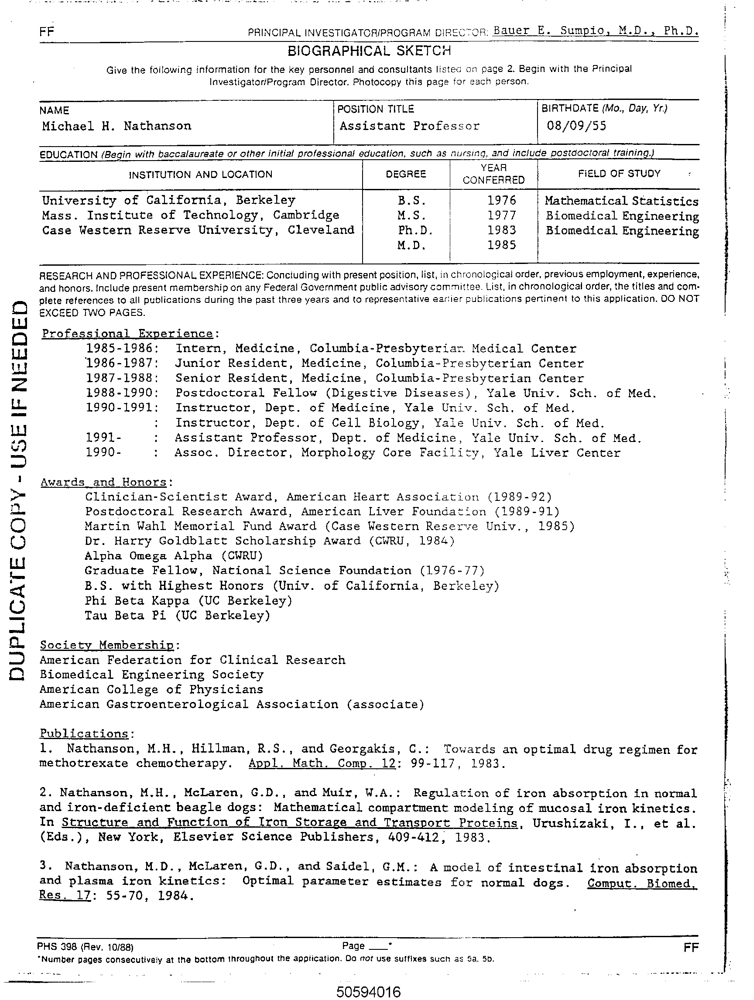 FF
PRINCIPAL INVESTIGATOR/PROGRAM DIRECTOR: Bauer E. Sumpio, M.D., Ph.D.
BIOGRAPHICAL SKETCH
Give the following information for the key personnel and consultants listed on page 2. Begin with the Principal
Investigator/Program Director. Photocopy this page for each person.
NAME
Michael H. Nathanson
POSITION TITLE
Assistant Professor
BIRTHDATE (Mo., Day, Yr.)
08/09/55
EDUCATION (Begin with baccalaureate or other initial professional education, such as nursing, and include postdoctoral training.)
INSTITUTION AND LOCATION DEGREE YEAR CONFERRED FIELD OF STUDY
University of California, Berkeley B.S. 1976 Mathematical Statistics
Mass. Institute of Technology, Cambridge M.S. 1977 Biomedical Engineering
Case Western Reserve University, Cleveland Ph.D. 1983 Biomedical Engineering
M.D. 1985
RESEARCH AND PROFESSIONAL EXPERIENCE: Concluding with present position, list, in chronological order, previous employment, experience,
and honors. Include present membership on any Federal Government public advisory committee. List, in chronological order, the titles and com-
plete references to all publications during the past three years and to representative earlier publications pertinent to this application. DO NOT
EXCEED TWO PAGES.
Professional Experience:
1985-1986: Intern, Medicine, Columbia-Presbyterian Medical Center
1986-1987: Junior Resident, Medicine, Columbia-Presbyterian Center
1987-1988: Senior Resident, Medicine, Columbia-Presbyterian Center
1988-1990: Postdoctoral Fellow (Digestive Diseases), Yale Univ. Sch. of Med.
1990-1991: Instructor, Dept. of Medicine, Yale Univ. Sch. of Med.
: Instructor, Dept. of Cell Biology, Yale Univ. Sch. of Med.
1991- : Assistant Professor, Dept. of Medicine, Yale Univ. Sch. of Med.
1990- : Assoc. Director, Morphology Core Facility, Yale Liver Center
Awards and Honors:
Clinician-Scientist Award, American Heart Association (1989-92)
Postdoctoral Research Award, American Liver Foundation (1989-91)
Martin Wahl Memorial Fund Award (Case Western Reserve Univ., 1985)
Dr. Harry Goldblatt Scholarship Award (CWRU, 1984)
Alpha Omega Alpha (CWRU)
Graduate Fellow, National Science Foundation (1976-77)
B.S. with Highest Honors (Univ. of California, Berkeley)
Phi Beta Kappa (UC Berkeley)
Tau Beta Pi (UC Berkeley)
Society Membership:
American Federation for Clinical Research
Biomedical Engineering Society
American College of Physicians
American Gastroenterological Association (associate)
Publications:
1. Nathanson, M.H., Hillman, R.S., and Georgakis, C.: Towards an optimal drug regimen for
methotrexate chemotherapy. Appl. Math. Comp. 12: 99-117, 1983.
2. Nathanson, M.H., McLaren, G.D., and Muir, W.A.: Regulation of iron absorption in normal
and iron-deficient beagle dogs: Mathematical compartment modeling of mucosal iron kinetics.
In Structure and Function of Iron Storage and Transport Proteins, Urushizaki, I., et al.
(Eds.), New York, Elsevier Science Publishers, 409-412, 1983.
3. Nathanson, M.D., McLaren, G.D., and Saidel, G.M.: A model of intestinal iron absorption
and plasma iron kinetics: Optimal parameter estimates for normal dogs. Comput. Biomed.
Res. 17: 55-70, 1984.
DUPLICATE COPY - USE IF NEEDED
PHS 398 (Rev. 10/88) Page ___* FF
*Number pages consecutively at the bottom throughout the application. Do not use suffixes such as 5a, 5b.
50594016